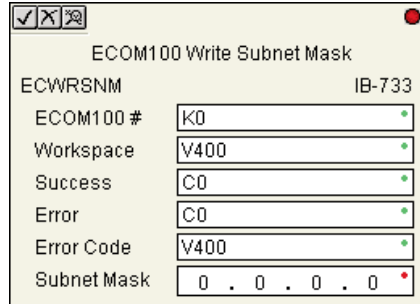 ECOM100 Write Subnet Mask
ECWRSNM IB-733
ECOM100 # K0
Workspace V400
Success C0
Error C0
Error Code V400
Subnet Mask 0 . 0 . 0 . 0